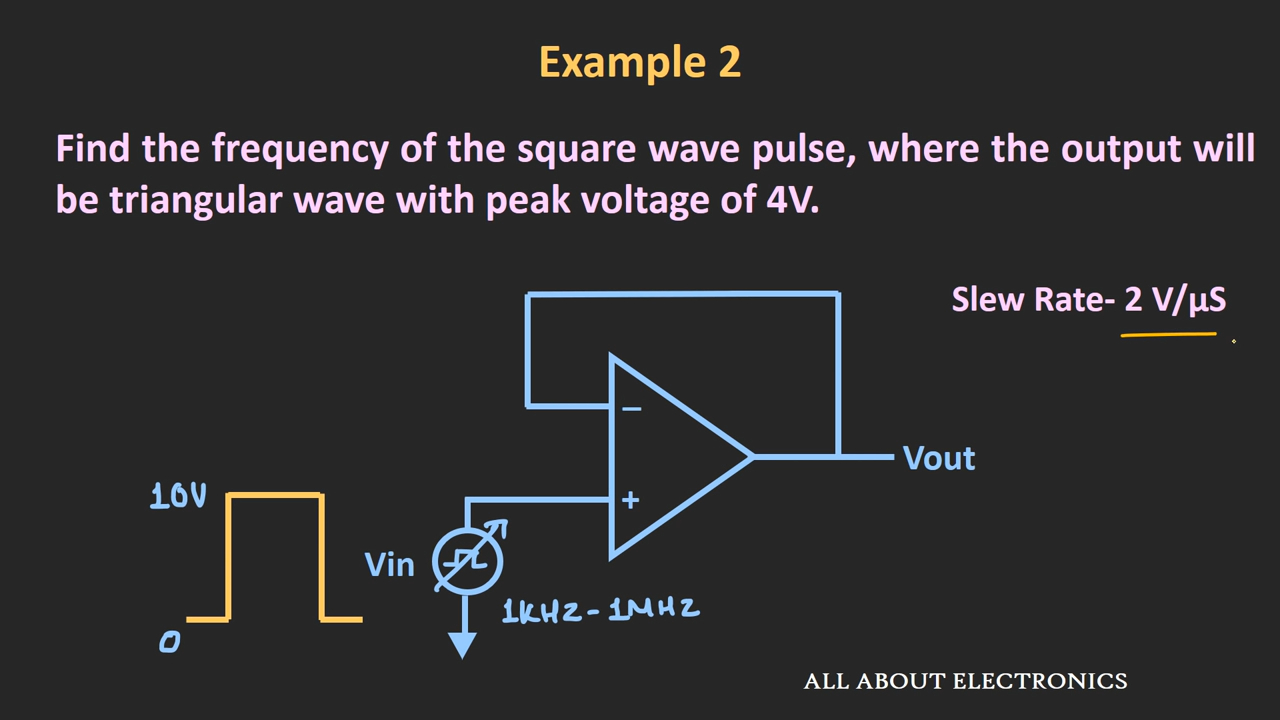 Example 2
Find the frequency of the square wave pulse, where the output will
be triangular wave with peak voltage of 4V.
Slew Rate- 2 V/µS
−
Vout
10V
+
Vin
1KHZ-1MHZ
0
ALL ABOUT ELECTRONICS